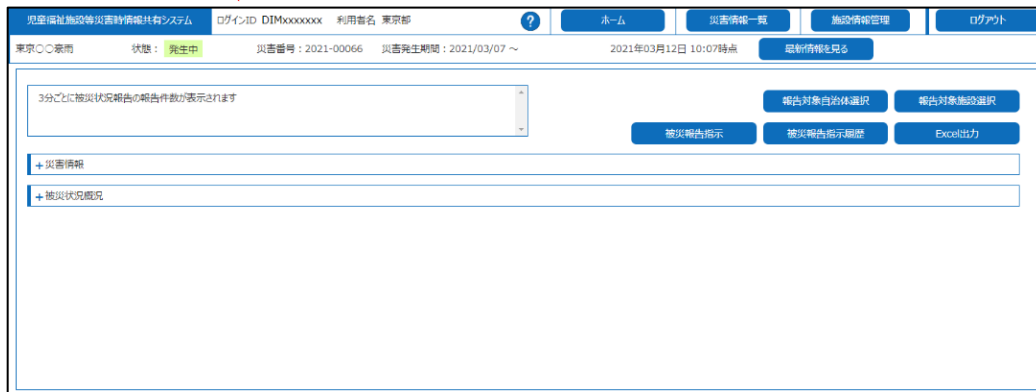 児童福祉施設等災害時情報共有システム ログインID DIMxxxxxxx 利用者名 東京都 ? ホーム 災害情報一覧 施設情報管理 ログアウト
東京○○豪雨 状態： 発生中 災害番号：2021-00066 災害発生期間：2021/03/07 ～ 2021年03月12日 10:07時点 最新情報を見る
3分ごとに被災状況報告の報告件数が表示されます
報告対象自治体選択 報告対象施設選択
被災報告指示 被災報告指示履歴 Excel出力
+災害情報
+被災状況概況